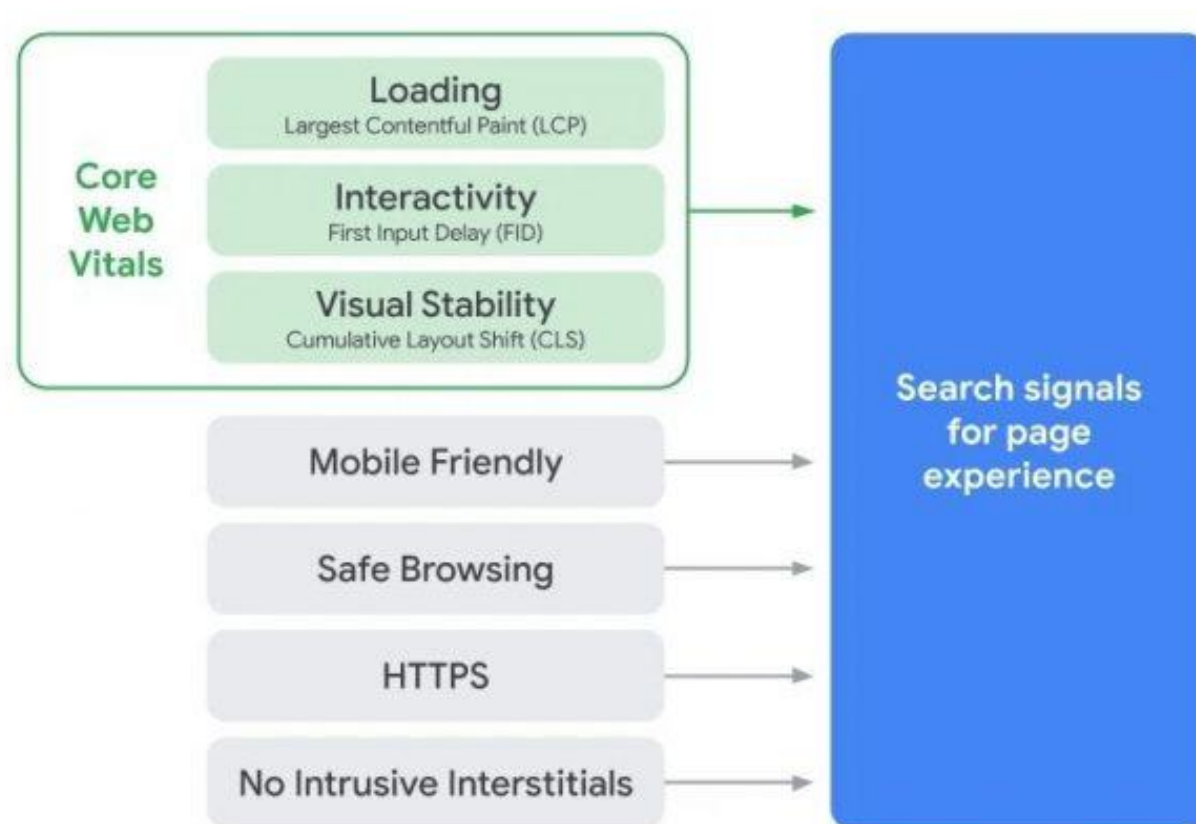 Core
Web
Vitals
Loading
Largest Contentful Paint (LCP)
Interactivity
First Input Delay (FID)
Visual Stability
Cumulative Layout Shift (CLS)
Mobile Friendly
Safe Browsing
HTTPS
No Intrusive Interstitials
Search signals
for page
experience